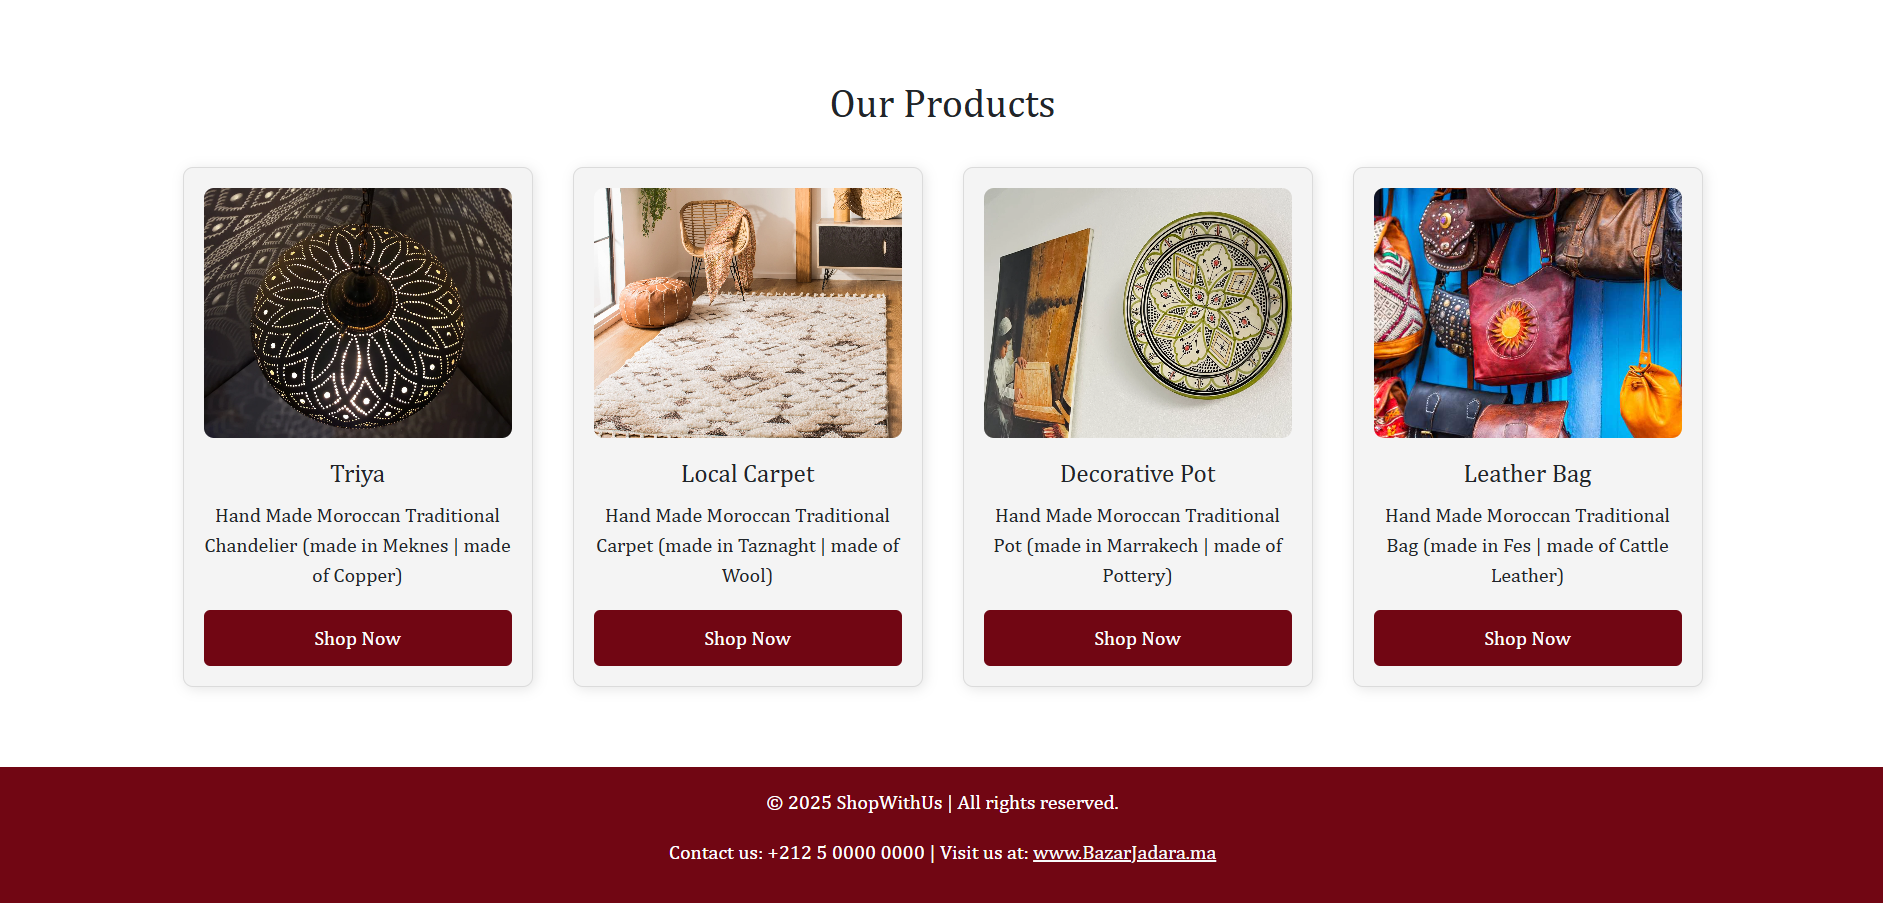 Our Products
Triya
Hand Made Moroccan Traditional
Chandelier (made in Meknes | made
of Copper)
Shop Now
Local Carpet
Hand Made Moroccan Traditional
Carpet (made in Taznaght | made of
Wool)
Shop Now
Decorative Pot
Hand Made Moroccan Traditional
Pot (made in Marrakech | made of
Pottery)
Shop Now
Leather Bag
Hand Made Moroccan Traditional
Bag (made in Fes | made of Cattle
Leather)
Shop Now
© 2025 ShopWithUs | All rights reserved.
Contact us: +212 5 0000 0000 | Visit us at: www.BazarJadara.ma